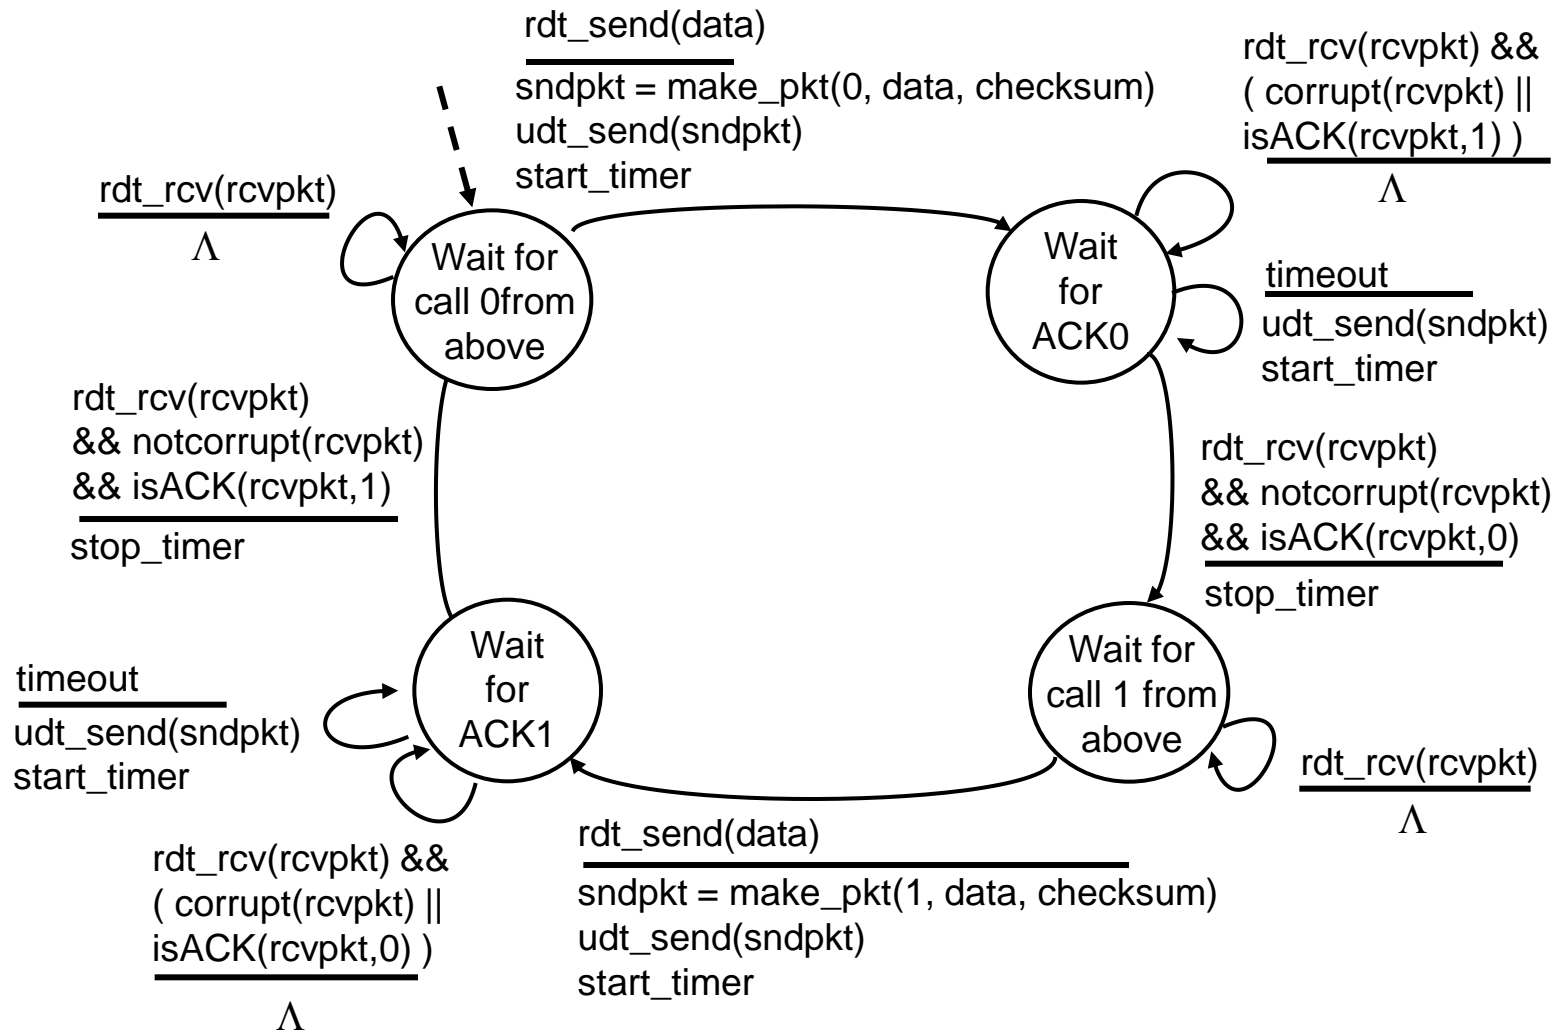 rdt_send(data)
sndpkt = make_pkt(0, data, checksum)
udt_send(sndpkt)
start_timer
rdt_rcv(rcvpkt) &&
( corrupt(rcvpkt) ||
isACK(rcvpkt,1) )
Λ
rdt_rcv(rcvpkt)
Λ
Wait for
call 0from
above
Wait
for
ACK0
timeout
udt_send(sndpkt)
start_timer
rdt_rcv(rcvpkt)
&& notcorrupt(rcvpkt)
&& isACK(rcvpkt,1)
stop_timer
rdt_rcv(rcvpkt)
&& notcorrupt(rcvpkt)
&& isACK(rcvpkt,0)
stop_timer
Wait
for
ACK1
Wait for
call 1 from
above
timeout
udt_send(sndpkt)
start_timer
rdt_rcv(rcvpkt)
Λ
rdt_rcv(rcvpkt) &&
( corrupt(rcvpkt) ||
isACK(rcvpkt,0) )
Λ
rdt_send(data)
sndpkt = make_pkt(1, data, checksum)
udt_send(sndpkt)
start_timer